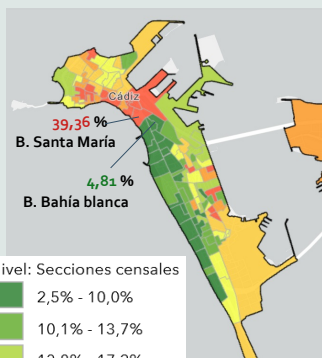 Cádiz
39,36 %
B. Santa María
4,81 %
B. Bahía blanca
ivel: Secciones censales
2,5% - 10,0%
10,1% - 13,7%